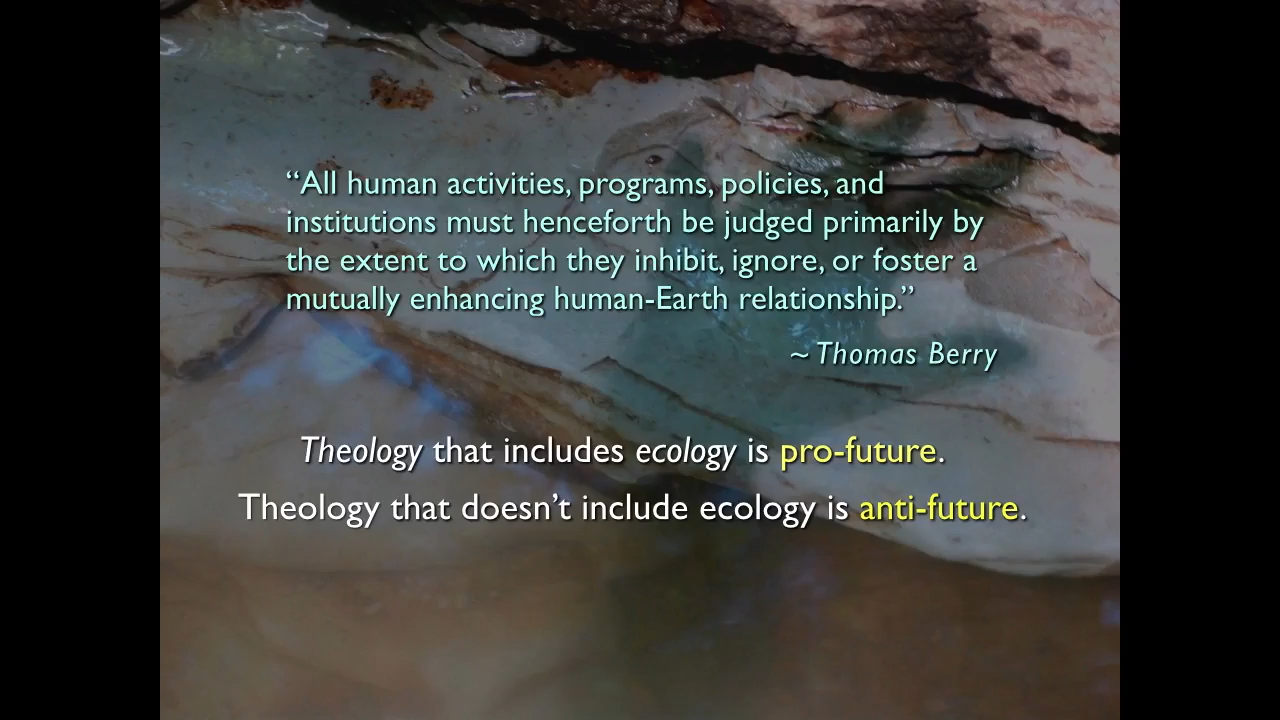 “All human activities, programs, policies, and
institutions must henceforth be judged primarily by
the extent to which they inhibit, ignore, or foster a
mutually enhancing human-Earth relationship.”
~ Thomas Berry
Theology that includes ecology is pro-future.
Theology that doesn’t include ecology is anti-future.